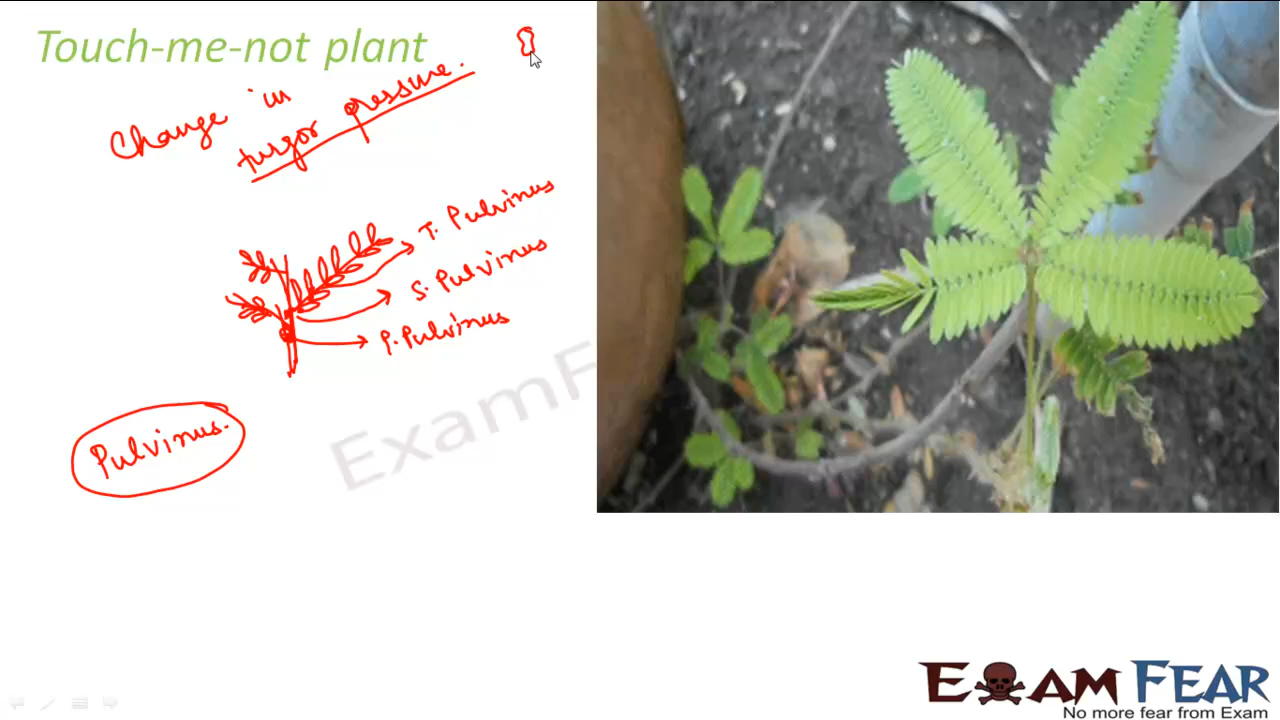 Touch-me-not plant
Change in
turgor pressure.
T. Pulvinus
S. Pulvinus
P. Pulvinus
Pulvinus.
ExamF
EXAM FEAR
No more fear from Exam